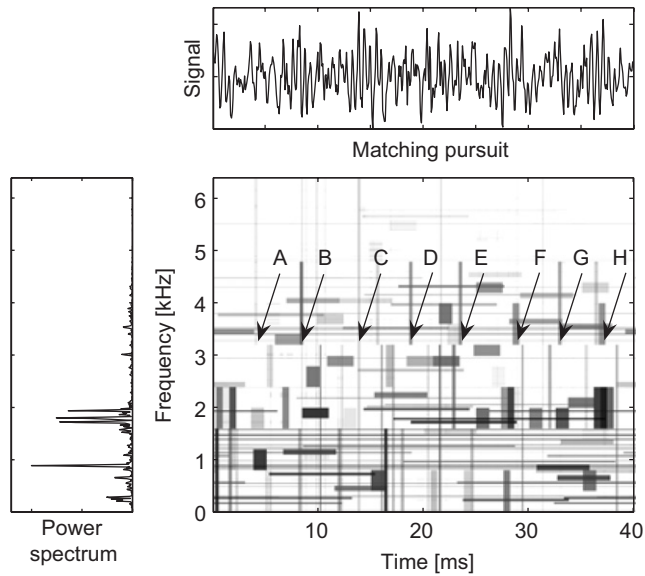 Signal
Matching pursuit
A B C D E F G H
Frequency [kHz]
6
5
4
3
2
1
0
10 20 30 40
Time [ms]
Power
spectrum